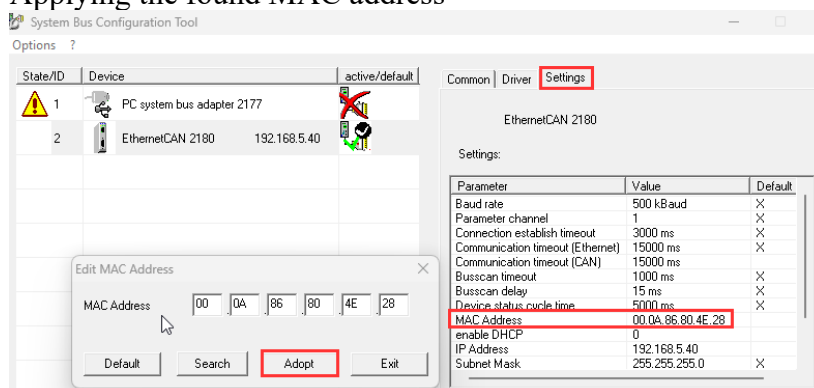 Applying the found MAC address
System Bus Configuration Tool
Options ?
State/ID Device active/default
1 PC system bus adapter 2177
2 EthernetCAN 2180 192.168.5.40
Common Driver Settings
EthernetCAN 2180
Settings:
Parameter Value Default
Baud rate 500 kBaud X
Parameter channel 1 X
Connection establish timeout 3000 ms X
Communication timeout (Ethernet) 15000 ms X
Communication timeout (CAN) 15000 ms
Busscan timeout 1000 ms X
Busscan delay 15 ms X
Device status cycle time 5000 ms X
MAC Address 00.0A.86.80.4E.28
enable DHCP 0
IP Address 192.168.5.40
Subnet Mask 255.255.255.0 X
Edit MAC Address
MAC Address 00 .0A .86 .80 .4E .28
Default Search Adopt Exit